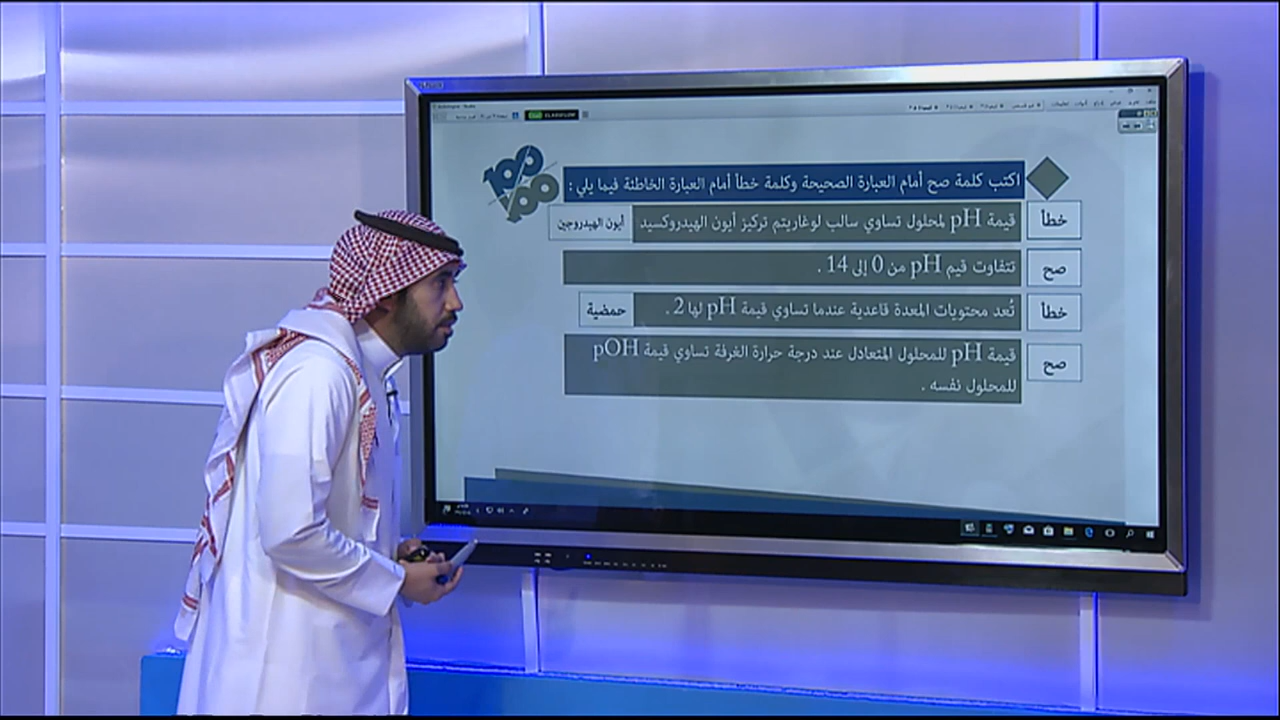 100
100
اكتب كلمة صح أمام العبارة الصحيحة وكلمة خطأ أمام العبارة الخاطئة فيما يلي :
خطأ
قيمة pH لمحلول تساوي سالب لوغاريتم تركيز أيون الهيدروكسيد
أيون الهيدروجين
صح
تتفاوت قيم pH من 0 إلى 14 .
خطأ
تُعد محتويات المعدة قاعدية عندما تساوي قيمة pH لها 2 .
حمضية
صح
قيمة pH للمحلول المتعادل عند درجة حرارة الغرفة تساوي قيمة pOH
للمحلول نفسه .